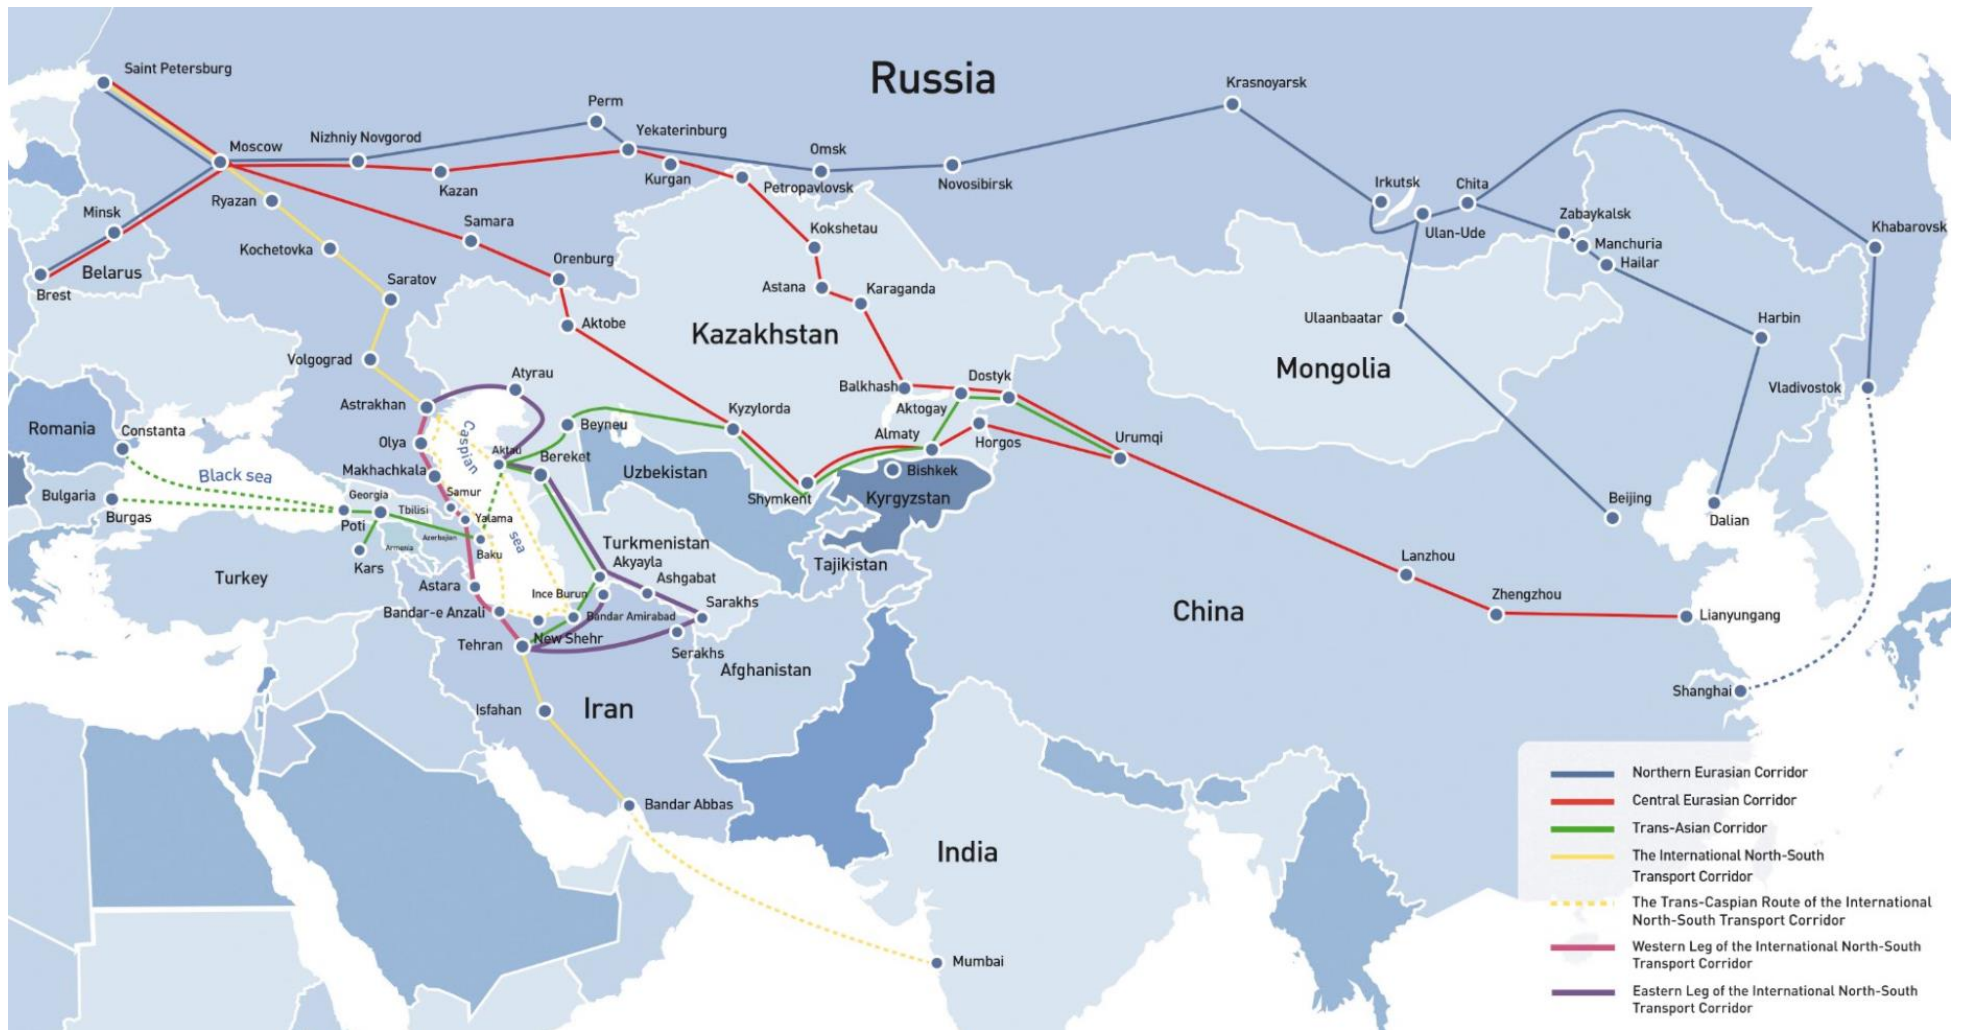 Saint Petersburg
Russia
Krasnoyarsk
Perm
Moscow
Nizhniy Novgorod
Yekaterinburg
Omsk
Kazan
Kurgan
Petropavlovsk
Novosibirsk
Irkutsk
Chita
Ryazan
Minsk
Samara
Kokshetau
Ulan-Ude
Zabaykalsk
Khabarovsk
Kochetovka
Manchuria
Hailar
Belarus
Orenburg
Brest
Saratov
Astana
Karaganda
Aktobe
Kazakhstan
Ulaanbaatar
Harbin
Volgograd
Mongolia
Atyrau
Balkhash
Dostyk
Vladivostok
Astrakhan
Aktogay
Kyzylorda
Romania
Constanta
Beyneu
Olya
Caspian
Almaty
Horgos
Urumqi
Aktau
Bereket
Makhachkala
Uzbekistan
Bishkek
Black sea
Bulgaria
Georgia
Samur
Shymkent
Kyrgyzstan
Beijing
Burgas
Poti
Tbilisi
Yalama
Dalian
sea
Azerbaijan
Armenia
Baku
Turkmenistan
Kars
Akyayla
Tajikistan
Lanzhou
Turkey
Astara
Ashgabat
Ince Burun
Sarakhs
Zhengzhou
Bandar-e Anzali
Bandar Amirabad
China
Lianyungang
Tehran
New Shehr
Serakhs
Afghanistan
Shanghai
Isfahan
Iran
Bandar Abbas
India
Mumbai
Northern Eurasian Corridor
Central Eurasian Corridor
Trans-Asian Corridor
The International North-South
Transport Corridor
The Trans-Caspian Route of the International
North-South Transport Corridor
Western Leg of the International North-South
Transport Corridor
Eastern Leg of the International North-South
Transport Corridor